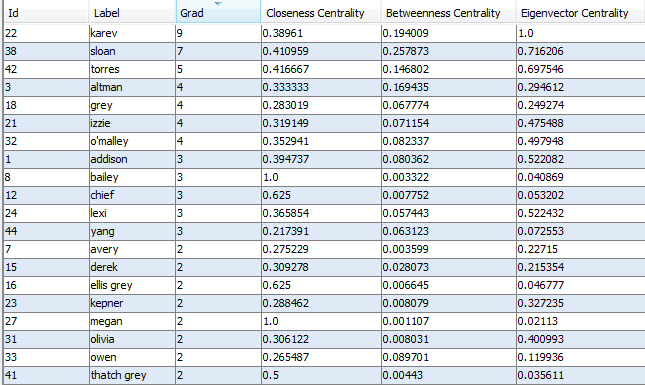 Id Label Grad Closeness Centrality Betweenness Centrality Eigenvector Centrality
22 karev 9 0.38961 0.194009 1.0
38 sloan 7 0.410959 0.257873 0.716206
42 torres 5 0.416667 0.146802 0.697546
3 altman 4 0.333333 0.169435 0.294612
18 grey 4 0.283019 0.067774 0.249274
21 izzie 4 0.319149 0.071154 0.475488
32 o'malley 4 0.352941 0.082337 0.497948
1 addison 3 0.394737 0.080362 0.522082
8 bailey 3 1.0 0.003322 0.040869
12 chief 3 0.625 0.007752 0.053202
24 lexi 3 0.365854 0.057443 0.522432
44 yang 3 0.217391 0.063123 0.072553
7 avery 2 0.275229 0.003599 0.22715
15 derek 2 0.309278 0.028073 0.215354
16 ellis grey 2 0.625 0.006645 0.046777
23 kepner 2 0.288462 0.008079 0.327235
27 megan 2 1.0 0.001107 0.02113
31 olivia 2 0.306122 0.008031 0.400993
33 owen 2 0.265487 0.089701 0.119936
41 thatch grey 2 0.5 0.00443 0.035611